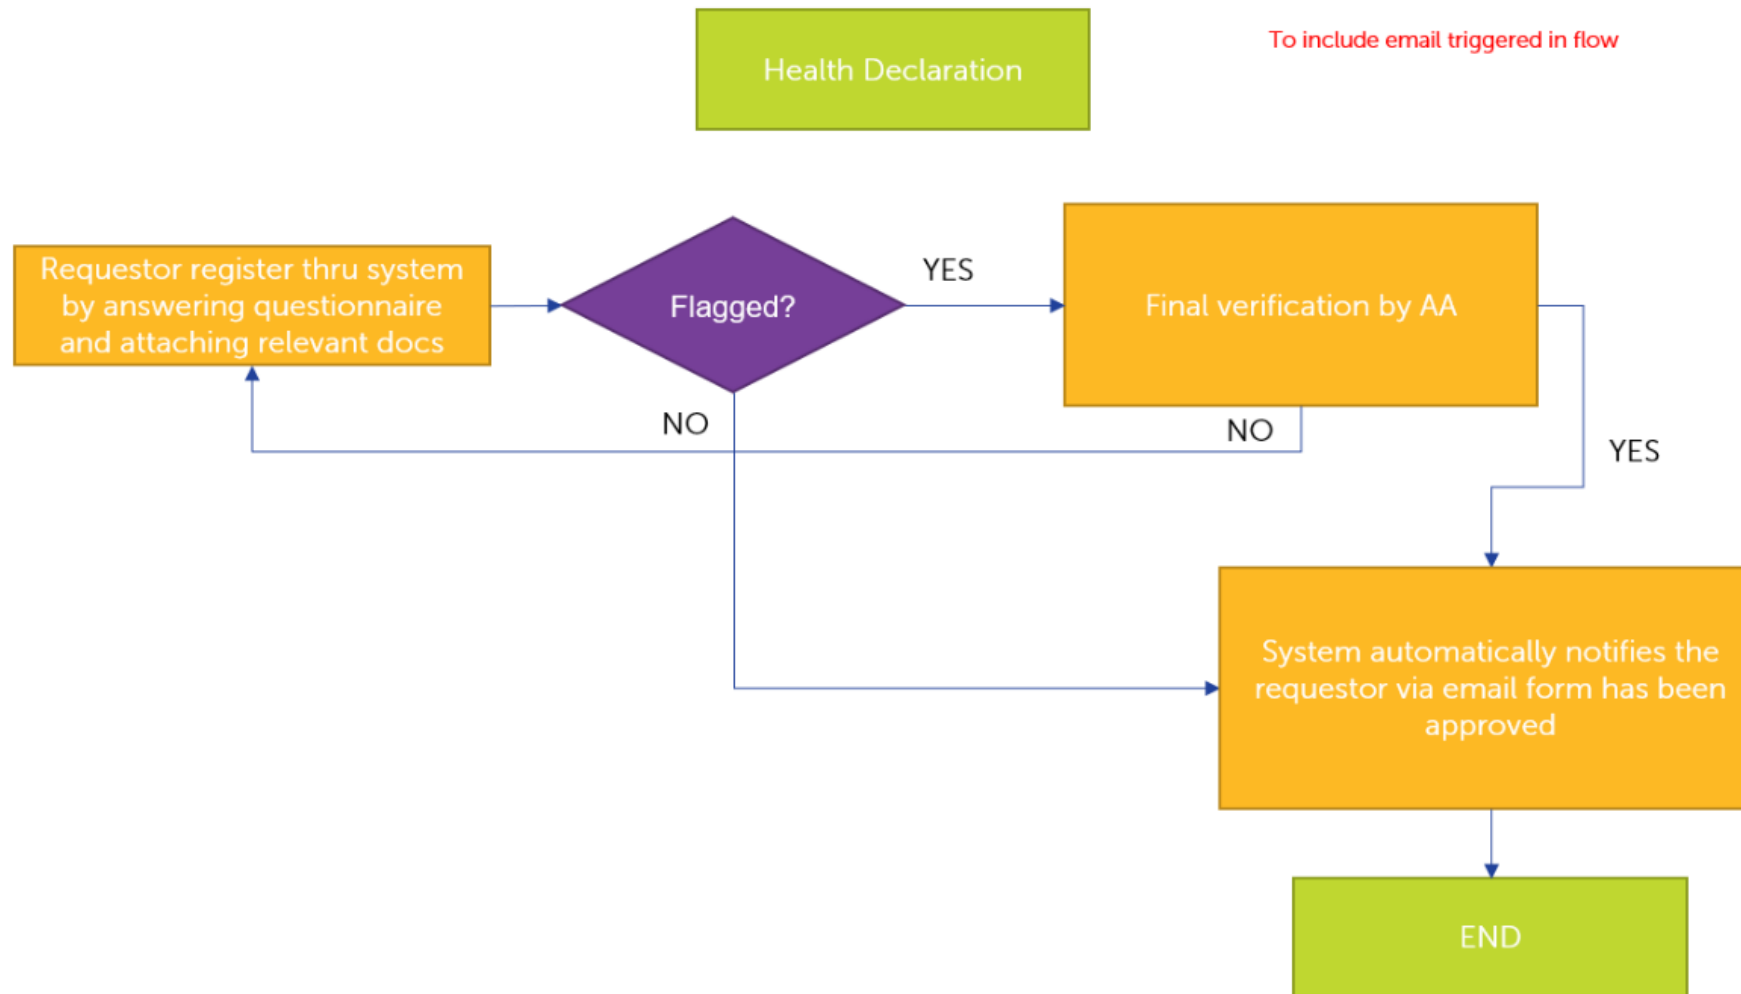 Health Declaration
To include email triggered in flow
Requestor register thru system
by answering questionnaire
and attaching relevant docs
Flagged?
YES
Final verification by AA
NO
NO
YES
System automatically notifies the
requestor via email form has been
approved
END